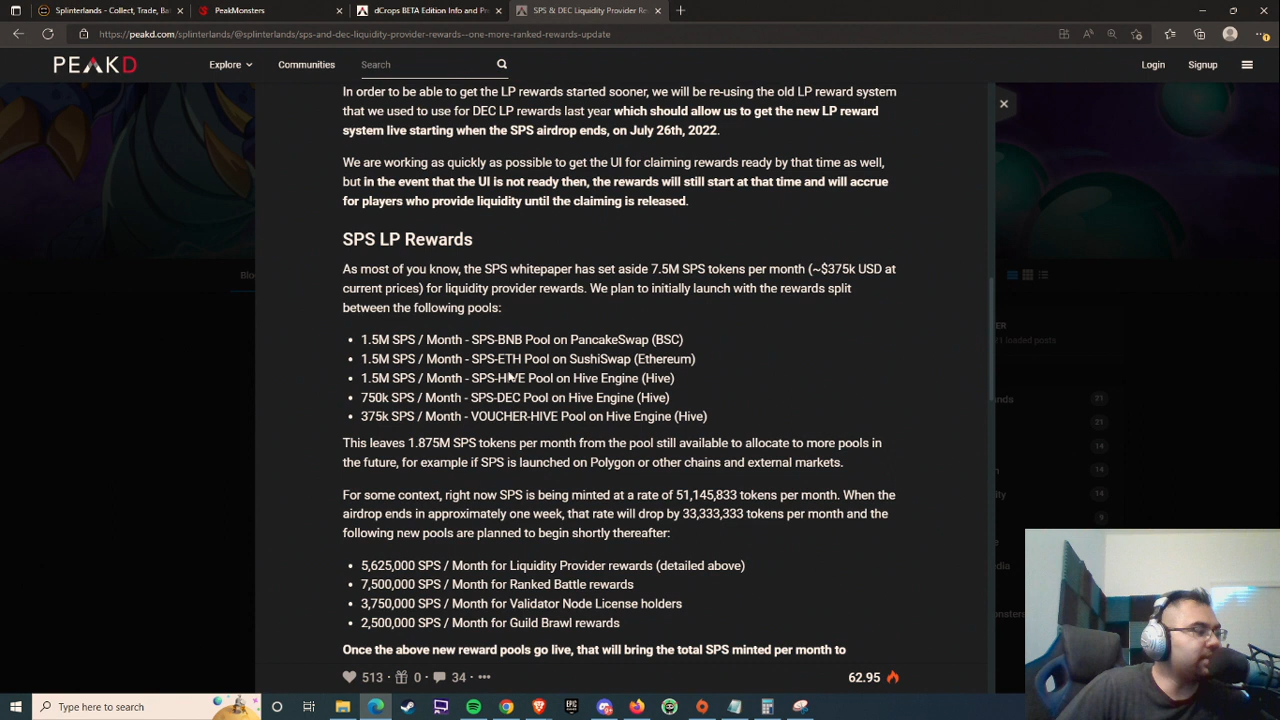 Splinterlands - Collect, Trade, Ba
PeakMonsters
dCrops BETA Edition Info and Pr
SPS & DEC Liquidity Provider Re
https://peakd.com/splinterlands/@splinterlands/sps-and-dec-liquidity-provider-rewards--one-more-ranked-rewards-update
PEAKD
Explore
Communities
Search
Login
Signup
In order to be able to get the LP rewards started sooner, we will be re-using the old LP reward system
that we used to use for DEC LP rewards last year which should allow us to get the new LP reward
system live starting when the SPS airdrop ends, on July 26th, 2022.
We are working as quickly as possible to get the UI for claiming rewards ready by that time as well,
but in the event that the UI is not ready then, the rewards will still start at that time and will accrue
for players who provide liquidity until the claiming is released.
SPS LP Rewards
As most of you know, the SPS whitepaper has set aside 7.5M SPS tokens per month (~$375k USD at
current prices) for liquidity provider rewards. We plan to initially launch with the rewards split
between the following pools:
• 1.5M SPS / Month - SPS-BNB Pool on PancakeSwap (BSC)
• 1.5M SPS / Month - SPS-ETH Pool on SushiSwap (Ethereum)
• 1.5M SPS / Month - SPS-HIVE Pool on Hive Engine (Hive)
• 750k SPS / Month - SPS-DEC Pool on Hive Engine (Hive)
• 375k SPS / Month - VOUCHER-HIVE Pool on Hive Engine (Hive)
This leaves 1.875M SPS tokens per month from the pool still available to allocate to more pools in
the future, for example if SPS is launched on Polygon or other chains and external markets.
For some context, right now SPS is being minted at a rate of 51,145,833 tokens per month. When the
airdrop ends in approximately one week, that rate will drop by 33,333,333 tokens per month and the
following new pools are planned to begin shortly thereafter:
• 5,625,000 SPS / Month for Liquidity Provider rewards (detailed above)
• 7,500,000 SPS / Month for Ranked Battle rewards
• 3,750,000 SPS / Month for Validator Node License holders
• 2,500,000 SPS / Month for Guild Brawl rewards
Once the above new reward pools go live, that will bring the total SPS minted per month to
513 · 0 · 34 ·
62.95
Blo
loaded posts
21
21
14
14
14
9
Type here to search